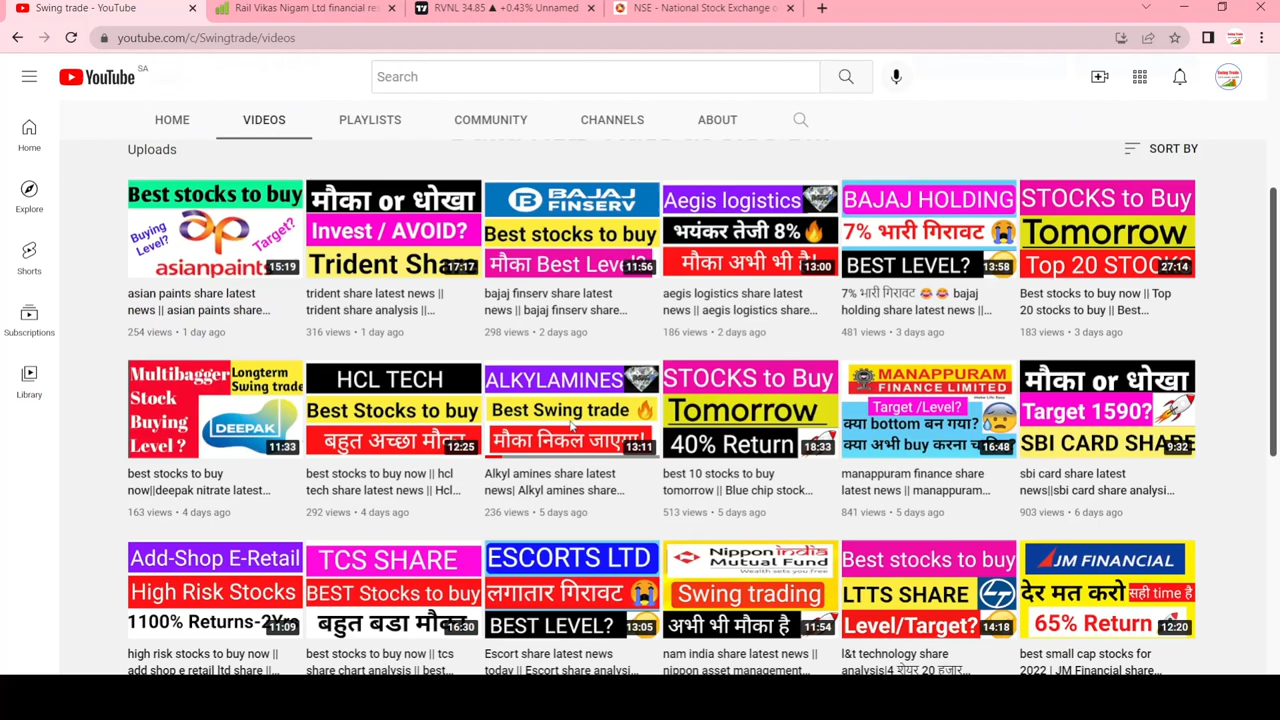 Swing trade - YouTube
Rail Vikas Nigam Ltd financial res
RVNL 34.85 ▲ +0.43% Unnamed
NSE - National Stock Exchange o
youtube.com/c/Swingtrade/videos
YouTube SA
Search
HOME VIDEOS PLAYLISTS COMMUNITY CHANNELS ABOUT
Home
Explore
Shorts
Subscriptions
Library
Uploads
SORT BY
Best stocks to buy
Buying Level?
ap
Target?
asianpaints
15:19
मौका or धोखा
Invest / AVOID?
Trident Share
17:17
BAJAJ FINSERV
Best stocks to buy
मौका Best Level?
11:56
Aegis logistics
भयंकर तेजी 8%
मौका अभी भी है!
13:00
BAJAJ HOLDING
7% भारी गिरावट
BEST LEVEL?
13:58
STOCKS to Buy
Tomorrow
Top 20 STOC
27:14
asian paints share latest
news || asian paints share...
254 views • 1 day ago
trident share latest news ||
trident share analysis ||...
316 views • 1 day ago
bajaj finserv share latest
news || bajaj finserv share...
298 views • 2 days ago
aegis logistics share latest
news || aegis logistics share...
186 views • 2 days ago
7% भारी गिरावट 😂 😂 bajaj
holding share latest news ||...
481 views • 3 days ago
Best stocks to buy now || Top
20 stocks to buy || Best...
183 views • 3 days ago
Multibagger
Stock
Buying
Level ?
Longterm
Swing trade
DEEPAK
11:33
HCL TECH
Best Stocks to buy
बहुत अच्छा मौका
12:25
ALKYLAMINES
Best Swing trade
मौका निकल जाएगा!
13:11
STOCKS to Buy
Tomorrow
40% Return
18:33
MANAPPURAM
FINANCE LIMITED
Target /Level?
क्या bottom बन गया?
क्या अभी buy करना
16:48
मौका or धोखा
Target 1590?
SBI CARD SHARE
9:32
best stocks to buy
now||deepak nitrate latest...
163 views • 4 days ago
best stocks to buy now || hcl
tech share latest news || Hcl...
292 views • 4 days ago
Alkyl amines share latest
news| Alkyl amines share...
236 views • 5 days ago
best 10 stocks to buy
tomorrow || Blue chip stock...
513 views • 5 days ago
manappuram finance share
latest news || manappuram...
841 views • 5 days ago
sbi card share latest
news||sbi card share analysi...
903 views • 6 days ago
Add-Shop E-Retail
High Risk Stocks
1100% Returns-2Yr
11:09
TCS SHARE
BEST Stocks to buy
बहुत बडा मौका
16:30
ESCORTS LTD
लगातार गिरावट
BEST LEVEL?
13:05
Nippon india
Mutual Fund
Wealth sets you free
Swing trading
अभी भी मौका है
11:54
Best stocks to buy
LTTS SHARE
Level/Target?
14:18
JM FINANCIAL
देर मत करो सही time है
65% Return
12:20
high risk stocks to buy now ||
add shop e retail ltd share ||...
best stocks to buy now || tcs
share chart analysis || best...
Escort share latest news
today || Escort share analysi...
nam india share latest news ||
nippon asset management...
l&t technology share
analysis|4 शेयर 20 हजार...
best small cap stocks for
2022 | JM Financial share...